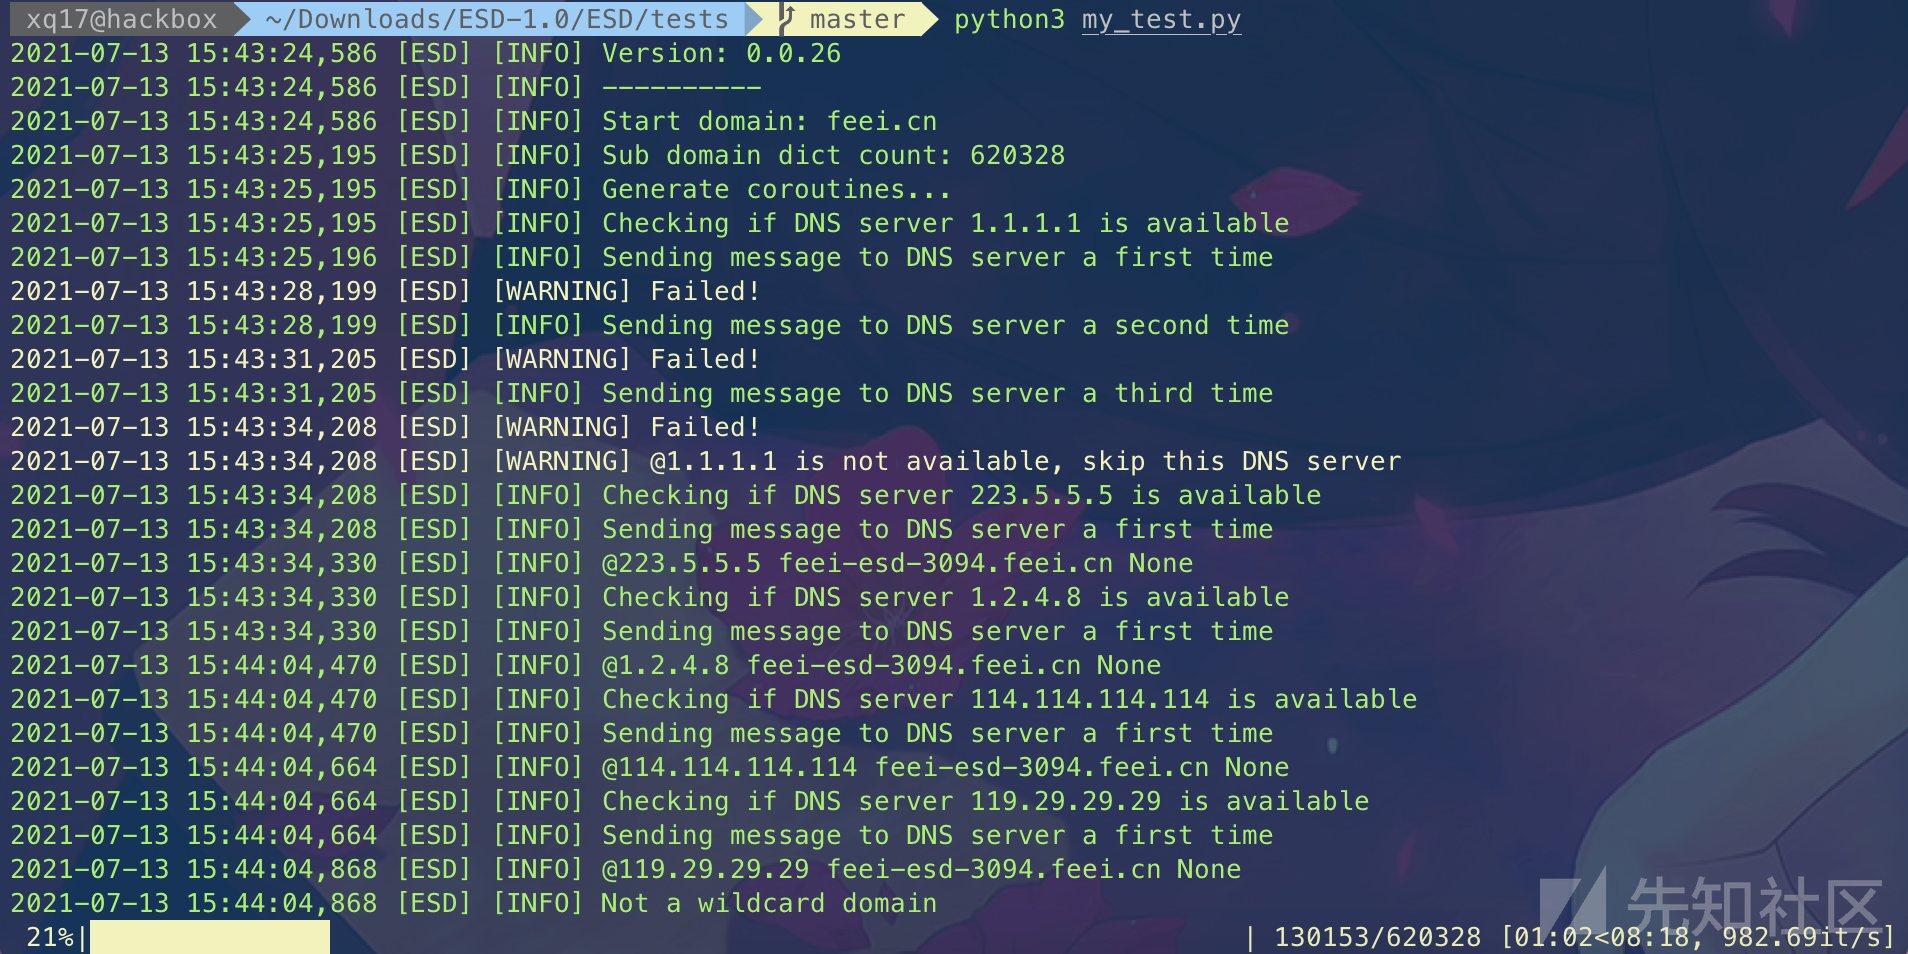 xq17@hackbox ~/Downloads/ESD-1.0/ESD/tests master python3 my_test.py
2021-07-13 15:43:24,586 [ESD] [INFO] Version: 0.0.26
2021-07-13 15:43:24,586 [ESD] [INFO] ----------
2021-07-13 15:43:24,586 [ESD] [INFO] Start domain: feei.cn
2021-07-13 15:43:25,195 [ESD] [INFO] Sub domain dict count: 620328
2021-07-13 15:43:25,195 [ESD] [INFO] Generate coroutines...
2021-07-13 15:43:25,195 [ESD] [INFO] Checking if DNS server 1.1.1.1 is available
2021-07-13 15:43:25,196 [ESD] [INFO] Sending message to DNS server a first time
2021-07-13 15:43:28,199 [ESD] [WARNING] Failed!
2021-07-13 15:43:28,199 [ESD] [INFO] Sending message to DNS server a second time
2021-07-13 15:43:31,205 [ESD] [WARNING] Failed!
2021-07-13 15:43:31,205 [ESD] [INFO] Sending message to DNS server a third time
2021-07-13 15:43:34,208 [ESD] [WARNING] Failed!
2021-07-13 15:43:34,208 [ESD] [WARNING] @1.1.1.1 is not available, skip this DNS server
2021-07-13 15:43:34,208 [ESD] [INFO] Checking if DNS server 223.5.5.5 is available
2021-07-13 15:43:34,208 [ESD] [INFO] Sending message to DNS server a first time
2021-07-13 15:43:34,330 [ESD] [INFO] @223.5.5.5 feei-esd-3094.feei.cn None
2021-07-13 15:43:34,330 [ESD] [INFO] Checking if DNS server 1.2.4.8 is available
2021-07-13 15:43:34,330 [ESD] [INFO] Sending message to DNS server a first time
2021-07-13 15:44:04,470 [ESD] [INFO] @1.2.4.8 feei-esd-3094.feei.cn None
2021-07-13 15:44:04,470 [ESD] [INFO] Checking if DNS server 114.114.114.114 is available
2021-07-13 15:44:04,470 [ESD] [INFO] Sending message to DNS server a first time
2021-07-13 15:44:04,664 [ESD] [INFO] @114.114.114.114 feei-esd-3094.feei.cn None
2021-07-13 15:44:04,664 [ESD] [INFO] Checking if DNS server 119.29.29.29 is available
2021-07-13 15:44:04,664 [ESD] [INFO] Sending message to DNS server a first time
2021-07-13 15:44:04,868 [ESD] [INFO] @119.29.29.29 feei-esd-3094.feei.cn None
2021-07-13 15:44:04,868 [ESD] [INFO] Not a wildcard domain
先知社区
21%| | 130153/620328 [01:02<08:18, 982.69it/s]